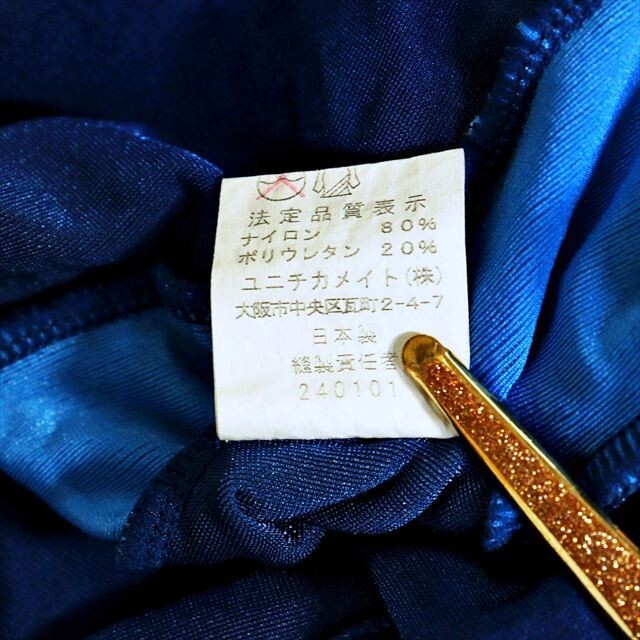 法定品質表示
ナイロン 80%
ポリウレタン 20%
ユニチカメイト(株)
大阪市中央区瓦町2-4-7
日本製
縫製責任者
240101